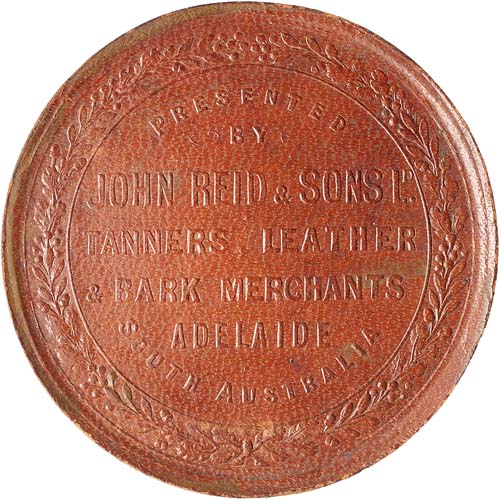 PRESENTED
BY
JOHN REID & SONS Lᴰ.
TANNERS, LEATHER
& BARK MERCHANTS
ADELAIDE
SOUTH AUSTRALIA